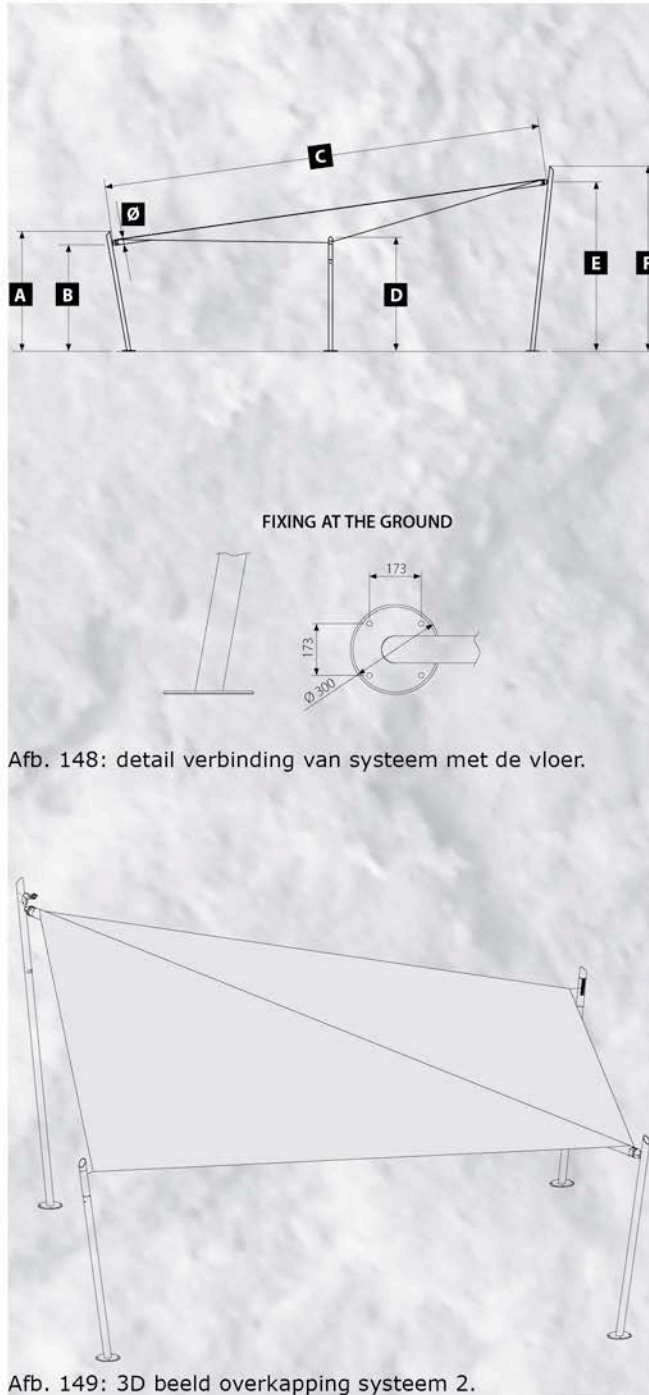 C
Ø
A
B
D
E
F
FIXING AT THE GROUND
173
173
Ø 300
Afb. 148: detail verbinding van systeem met de vloer.
Afb. 149: 3D beeld overkapping systeem 2.